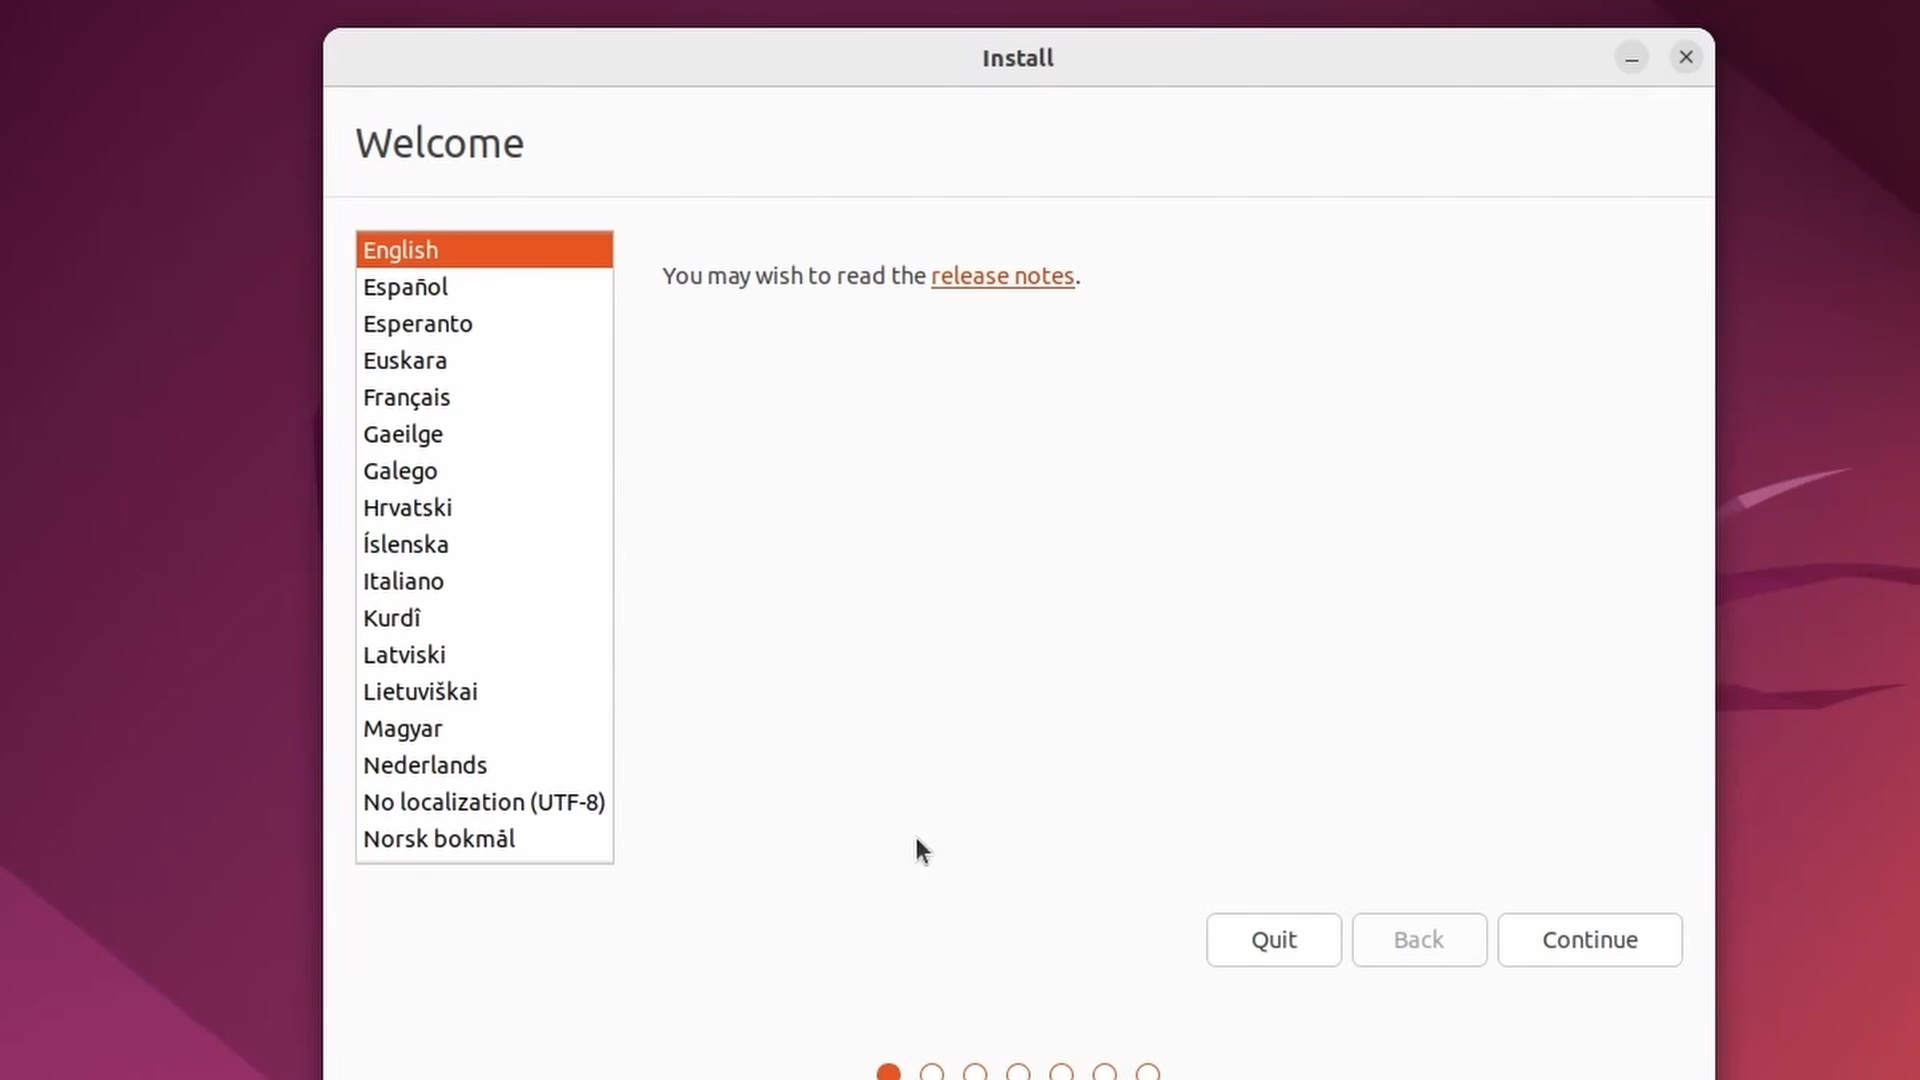 Install
Welcome
English
Español
Esperanto
Euskara
Français
Gaeilge
Galego
Hrvatski
Íslenska
Italiano
Kurdî
Latviski
Lietuviškai
Magyar
Nederlands
No localization (UTF-8)
Norsk bokmål
You may wish to read the release notes.
Quit
Back
Continue